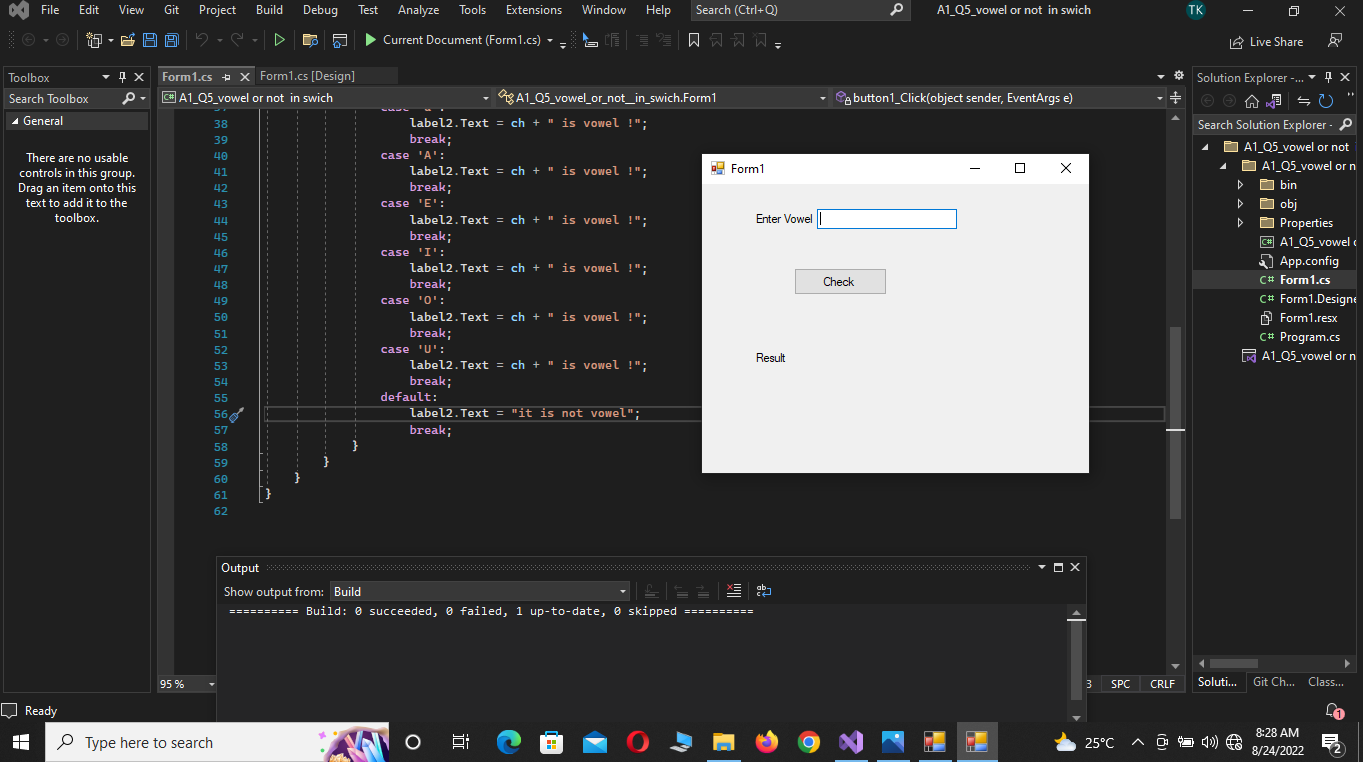 File Edit View Git Project Build Debug Test Analyze Tools Extensions Window Help Search (Ctrl+Q) A1_Q5_vowel or not in swich TK
Current Document (Form1.cs) Live Share
Toolbox
Search Toolbox
General
There are no usable
controls in this group.
Drag an item onto this
text to add it to the
toolbox.
Form1.cs Form1.cs [Design]
A1_Q5_vowel or not in swich A1_Q5_vowel_or_not__in_swich.Form1 button1_Click(object sender, EventArgs e)
38 label2.Text = ch + " is vowel !";
39 break;
40 case 'A':
41 label2.Text = ch + " is vowel !";
42 break;
43 case 'E':
44 label2.Text = ch + " is vowel !";
45 break;
46 case 'I':
47 label2.Text = ch + " is vowel !";
48 break;
49 case 'O':
50 label2.Text = ch + " is vowel !";
51 break;
52 case 'U':
53 label2.Text = ch + " is vowel !";
54 break;
55 default:
56 label2.Text = "it is not vowel";
57 break;
58 }
59 }
60 }
61 }
62
Form1
Enter Vowel
Check
Result
Output
Show output from: Build
========== Build: 0 succeeded, 0 failed, 1 up-to-date, 0 skipped ==========
95 % SPC CRLF
Solution Explorer -...
Search Solution Explorer -
A1_Q5_vowel or not
A1_Q5_vowel or n
bin
obj
Properties
A1_Q5_vowel
App.config
C# Form1.cs
C# Form1.Designe
Form1.resx
C# Program.cs
A1_Q5_vowel or n
Soluti... Git Ch... Class...
Ready 1
Type here to search 25°C 8:28 AM
8/24/2022 2